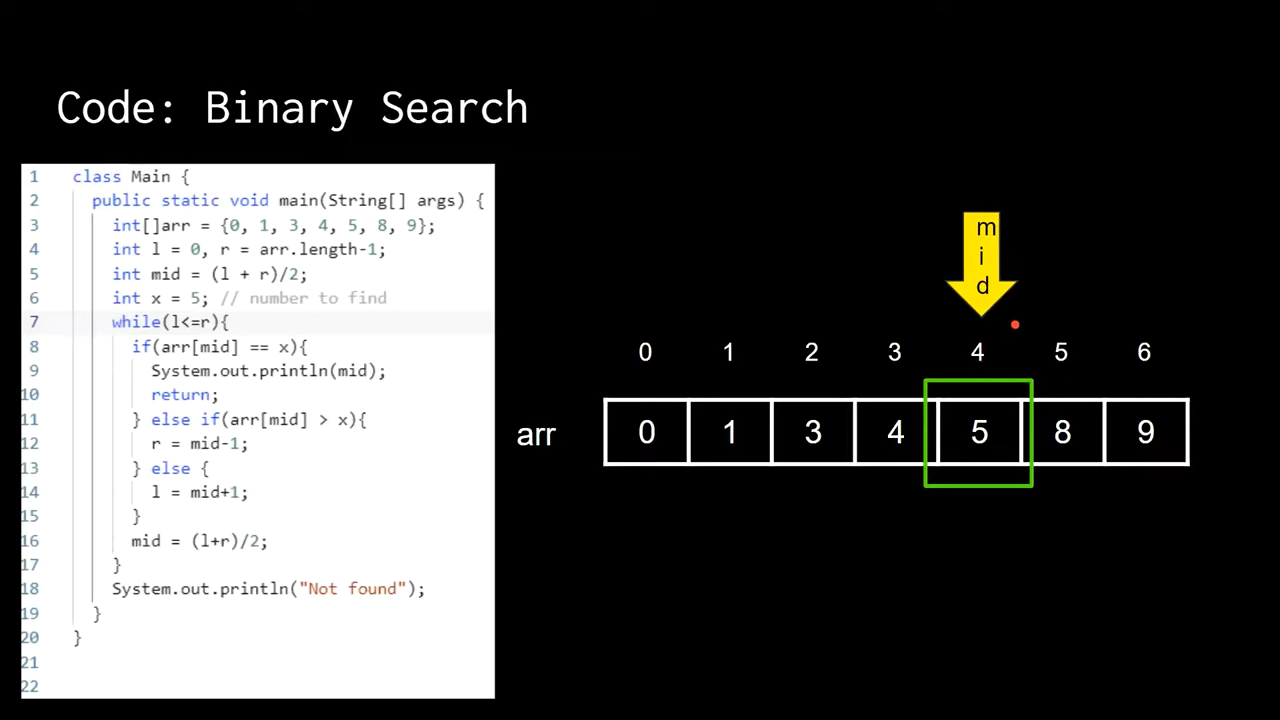 Code: Binary Search
1 class Main {
2 public static void main(String[] args) {
3 int[]arr = {0, 1, 3, 4, 5, 8, 9};
4 int l = 0, r = arr.length-1;
5 int mid = (l + r)/2;
6 int x = 5; // number to find
7 while(l<=r){
8 if(arr[mid] == x){
9 System.out.println(mid);
10 return;
11 } else if(arr[mid] > x){
12 r = mid-1;
13 } else {
14 l = mid+1;
15 }
16 mid = (l+r)/2;
17 }
18 System.out.println("Not found");
19 }
20 }
21
22
m
i
d
0 1 2 3 4 5 6
arr 0 1 3 4 5 8 9